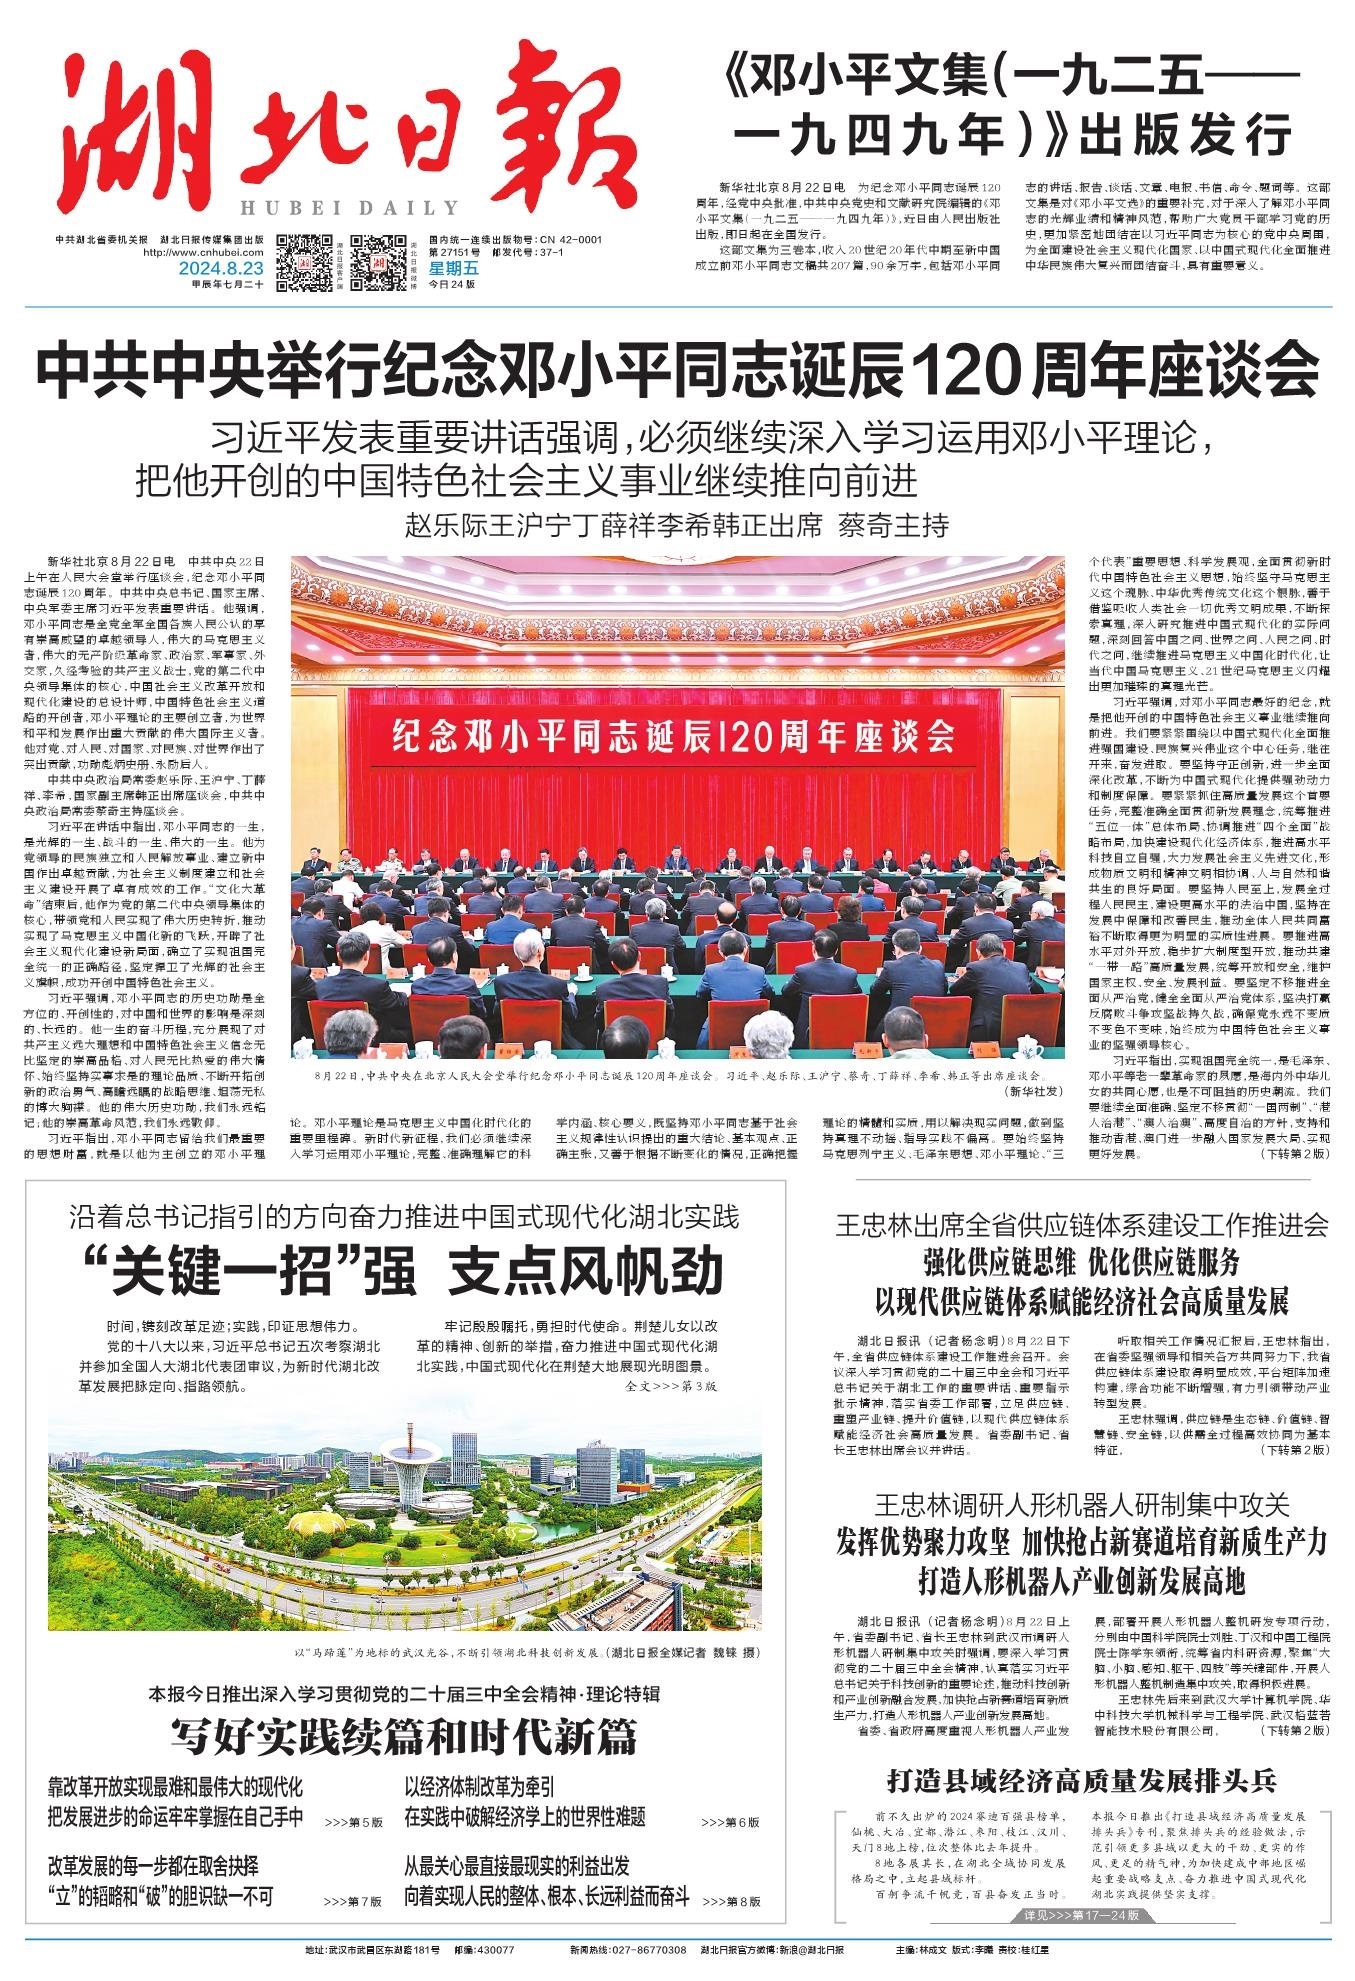 湖北日報
HUBEI DAILY
中共湖北省委机关报 湖北日报传媒集团出版
http://www.cnhubei.com
2024.8.23
甲辰年七月二十
湖北日报客户端
湖北日报微博
国内统一连续出版物号:CN 42-0001
第27151号 邮发代号:37-1
星期五
今日24版
《邓小平文集(一九二五——
一九四九年)》出版发行
新华社北京8月22日电 为纪念邓小平同志诞辰120
周年,经党中央批准,中共中央党史和文献研究院编辑的《邓
小平文集(一九二五——一九四九年)》,近日由人民出版社
出版,即日起在全国发行。
这部文集为三卷本,收入20世纪20年代中期至新中国
成立前邓小平同志文稿共207篇,90余万字,包括邓小平同
志的讲话、报告、谈话、文章、电报、书信、命令、题词等。这部
文集是对《邓小平文选》的重要补充,对于深入了解邓小平同
志的光辉业绩和精神风范,帮助广大党员干部学习党的历
史,更加紧密地团结在以习近平同志为核心的党中央周围,
为全面建设社会主义现代化国家、以中国式现代化全面推进
中华民族伟大复兴而团结奋斗,具有重要意义。
中共中央举行纪念邓小平同志诞辰120周年座谈会
习近平发表重要讲话强调,必须继续深入学习运用邓小平理论,
把他开创的中国特色社会主义事业继续推向前进
赵乐际王沪宁丁薛祥李希韩正出席 蔡奇主持
新华社北京8月22日电 中共中央22日
上午在人民大会堂举行座谈会,纪念邓小平同
志诞辰120周年。中共中央总书记、国家主席、
中央军委主席习近平发表重要讲话。他强调,
邓小平同志是全党全军全国各族人民公认的享
有崇高威望的卓越领导人,伟大的马克思主义
者,伟大的无产阶级革命家、政治家、军事家、外
交家,久经考验的共产主义战士,党的第二代中
央领导集体的核心,中国社会主义改革开放和
现代化建设的总设计师,中国特色社会主义道
路的开创者,邓小平理论的主要创立者,为世界
和平和发展作出重大贡献的伟大国际主义者。
他对党、对人民、对国家、对民族、对世界作出了
突出贡献,功勋彪炳史册、永励后人。
中共中央政治局常委赵乐际、王沪宁、丁薛
祥、李希,国家副主席韩正出席座谈会,中共中
央政治局常委蔡奇主持座谈会。
习近平在讲话中指出,邓小平同志的一生,
是光辉的一生、战斗的一生、伟大的一生。他为
党领导的民族独立和人民解放事业、建立新中
国作出卓越贡献,为社会主义制度建立和社会
主义建设开展了卓有成效的工作。“文化大革
命”结束后,他作为党的第二代中央领导集体的
核心,带领党和人民实现了伟大历史转折,推动
实现了马克思主义中国化新的飞跃,开辟了社
会主义现代化建设新局面,确立了实现祖国完
全统一的正确路径,坚定捍卫了光辉的社会主
义旗帜,成功开创中国特色社会主义。
习近平强调,邓小平同志的历史功勋是全
方位的、开创性的,对中国和世界的影响是深刻
的、长远的。他一生的奋斗历程,充分展现了对
共产主义远大理想和中国特色社会主义信念无
比坚定的崇高品格、对人民无比热爱的伟大情
怀、始终坚持实事求是的理论品质、不断开拓创
新的政治勇气、高瞻远瞩的战略思维、坦荡无私
的博大胸襟。他的伟大历史功勋,我们永远铭
记;他的崇高革命风范,我们永远敬仰。
习近平指出,邓小平同志留给我们最重要
的思想财富,就是以他为主创立的邓小平理
纪念邓小平同志诞辰120周年座谈会
8月22日,中共中央在北京人民大会堂举行纪念邓小平同志诞辰120周年座谈会。习近平、赵乐际、王沪宁、蔡奇、丁薛祥、李希、韩正等出席座谈会。
(新华社发)
论。邓小平理论是马克思主义中国化时代化的
重要里程碑。新时代新征程,我们必须继续深
入学习运用邓小平理论,完整、准确理解它的科
学内涵、核心要义,既坚持邓小平同志基于社会
主义规律性认识提出的重大结论、基本观点、正
确主张,又善于根据不断变化的情况,正确把握
理论的精髓和实质,用以解决现实问题,做到坚
持真理不动摇、指导实践不偏离。要始终坚持
马克思列宁主义、毛泽东思想、邓小平理论、“三
个代表”重要思想、科学发展观,全面贯彻新时
代中国特色社会主义思想,始终坚守马克思主
义这个魂脉、中华优秀传统文化这个根脉,善于
借鉴吸收人类社会一切优秀文明成果,不断探
索真理,深入研究推进中国式现代化的实际问
题,深刻回答中国之问、世界之问、人民之问、时
代之问,继续推进马克思主义中国化时代化,让
当代中国马克思主义、21世纪马克思主义闪耀
出更加璀璨的真理光芒。
习近平强调,对邓小平同志最好的纪念,就
是把他开创的中国特色社会主义事业继续推向
前进。我们要紧紧围绕以中国式现代化全面推
进强国建设、民族复兴伟业这个中心任务,继往
开来,奋发进取。要坚持守正创新,进一步全面
深化改革,不断为中国式现代化提供强劲动力
和制度保障。要紧紧抓住高质量发展这个首要
任务,完整准确全面贯彻新发展理念,统筹推进
“五位一体”总体布局、协调推进“四个全面”战
略布局,加快建设现代化经济体系,推进高水平
科技自立自强,大力发展社会主义先进文化,形
成物质文明和精神文明相协调、人与自然和谐
共生的良好局面。要坚持人民至上,发展全过
程人民民主,建设更高水平的法治中国,坚持在
发展中保障和改善民生,推动全体人民共同富
裕不断取得更为明显的实质性进展。要推进高
水平对外开放,稳步扩大制度型开放,推动共建
“一带一路”高质量发展,统筹开放和安全,维护
国家主权、安全、发展利益。要坚定不移推进全
面从严治党,健全全面从严治党体系,坚决打赢
反腐败斗争攻坚战持久战,确保党永远不变质
不变色不变味,始终成为中国特色社会主义事
业的坚强领导核心。
习近平指出,实现祖国完全统一,是毛泽东、
邓小平等老一辈革命家的夙愿,是海内外中华儿
女的共同心愿,也是不可阻挡的历史潮流。我们
要继续全面准确、坚定不移贯彻“一国两制”、“港
人治港”、“澳人治澳”、高度自治的方针,支持和
推动香港、澳门进一步融入国家发展大局、实现
更好发展。 (下转第2版)
沿着总书记指引的方向奋力推进中国式现代化湖北实践
“关键一招”强 支点风帆劲
时间,镌刻改革足迹;实践,印证思想伟力。
党的十八大以来,习近平总书记五次考察湖北
并参加全国人大湖北代表团审议,为新时代湖北改
革发展把脉定向、指路领航。
牢记殷殷嘱托,勇担时代使命。荆楚儿女以改
革的精神、创新的举措,奋力推进中国式现代化湖
北实践,中国式现代化在荆楚大地展现光明图景。
全文>>>第3版
以“马蹄莲”为地标的武汉光谷,不断引领湖北科技创新发展。(湖北日报全媒记者 魏铼 摄)
本报今日推出深入学习贯彻党的二十届三中全会精神·理论特辑
写好实践续篇和时代新篇
靠改革开放实现最难和最伟大的现代化
把发展进步的命运牢牢掌握在自己手中 >>>第5版
以经济体制改革为牵引
在实践中破解经济学上的世界性难题 >>>第6版
改革发展的每一步都在取舍抉择
“立”的韬略和“破”的胆识缺一不可 >>>第7版
从最关心最直接最现实的利益出发
向着实现人民的整体、根本、长远利益而奋斗 >>>第8版
王忠林出席全省供应链体系建设工作推进会
强化供应链思维 优化供应链服务
以现代供应链体系赋能经济社会高质量发展
湖北日报讯 (记者杨念明)8月22日下
午,全省供应链体系建设工作推进会召开。会
议深入学习贯彻党的二十届三中全会和习近平
总书记关于湖北工作的重要讲话、重要指示
批示精神,落实省委工作部署,立足供应链、
重塑产业链、提升价值链,以现代供应链体系
赋能经济社会高质量发展。省委副书记、省
长王忠林出席会议并讲话。
听取相关工作情况汇报后,王忠林指出,
在省委坚强领导和相关各方共同努力下,我省
供应链体系建设取得明显成效,平台矩阵加速
构建,综合功能不断增强,有力引领带动产业
转型发展。
王忠林强调,供应链是生态链、价值链、智
慧链、安全链,以供需全过程高效协同为基本
特征, (下转第2版)
王忠林调研人形机器人研制集中攻关
发挥优势聚力攻坚 加快抢占新赛道培育新质生产力
打造人形机器人产业创新发展高地
湖北日报讯 (记者杨念明)8月22日上
午,省委副书记、省长王忠林到武汉市调研人
形机器人研制集中攻关时强调,要深入学习贯
彻党的二十届三中全会精神,认真落实习近平
总书记关于科技创新的重要论述,推动科技创新
和产业创新融合发展,加快抢占新赛道培育新质
生产力,打造人形机器人产业创新发展高地。
省委、省政府高度重视人形机器人产业发
展,部署开展人形机器人整机研发专项行动,
分别由中国科学院院士刘胜、丁汉和中国工程院
院士陈学东领衔,统筹省内科研资源,聚焦“大
脑、小脑、感知、躯干、四肢”等关键部件,开展人
形机器人整机制造集中攻关,取得积极进展。
王忠林先后来到武汉大学计算机学院、华
中科技大学机械科学与工程学院、武汉格蓝若
智能技术股份有限公司, (下转第2版)
打造县域经济高质量发展排头兵
前不久出炉的2024赛迪百强县榜单,
仙桃、大冶、宜都、潜江、枣阳、枝江、汉川、
天门8地上榜,位次整体比去年提升。
8地各展其长,在湖北全域协同发展
格局之中,立起县域标杆。
百舸争流千帆竞,百县奋发正当时。
本报今日推出《打造县域经济高质量发展
排头兵》专刊,聚焦排头兵的经验做法,示
范引领更多县域以更大的干劲、更实的作
风、更足的精气神,为加快建成中部地区崛
起重要战略支点、奋力推进中国式现代化
湖北实践提供坚实支撑。
详见>>>第17—24版
地址:武汉市武昌区东湖路181号 邮编:430077 新闻热线:027-86770308 湖北日报官方微博:新浪@湖北日报 主编:林成文 版式:李曦 责校:桂红星